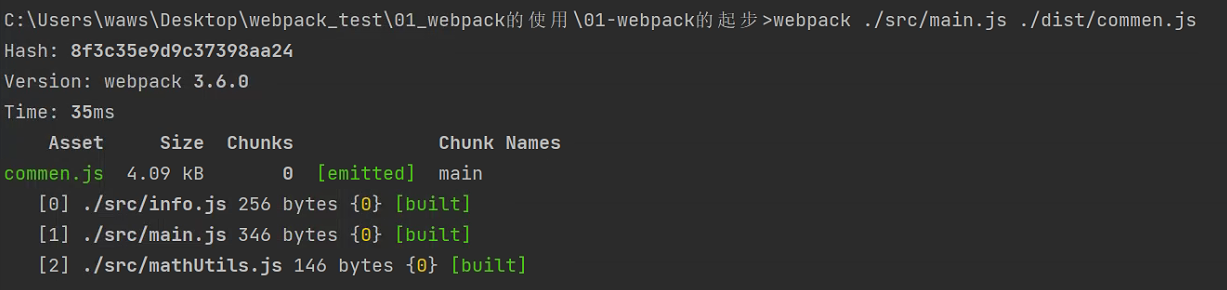 C:\Users\waws\Desktop\webpack_test\01_webpack的使用\01-webpack的起步>webpack ./src/main.js ./dist/commen.js
Hash: 8f3c35e9d9c37398aa24
Version: webpack 3.6.0
Time: 35ms
Asset Size Chunks Chunk Names
commen.js 4.09 kB 0 [emitted] main
[0] ./src/info.js 256 bytes {0} [built]
[1] ./src/main.js 346 bytes {0} [built]
[2] ./src/mathUtils.js 146 bytes {0} [built]